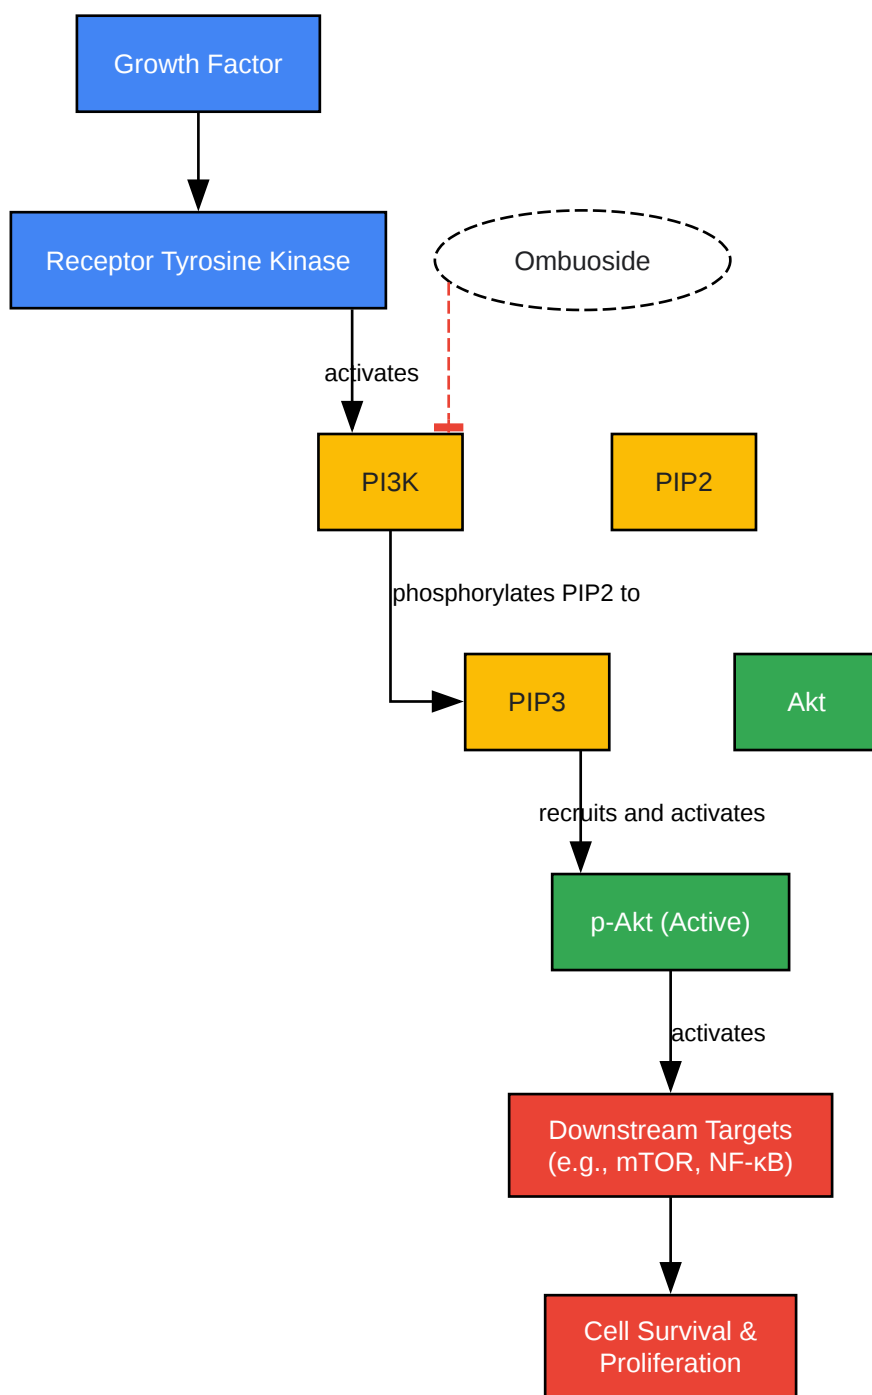 Growth Factor
Receptor Tyrosine Kinase
Ombuoside
activates
PI3K
PIP2
phosphorylates PIP2 to
PIP3
Akt
recruits and activates
p-Akt (Active)
activates
Downstream Targets
(e.g., mTOR, NF-κB)
Cell Survival &
Proliferation